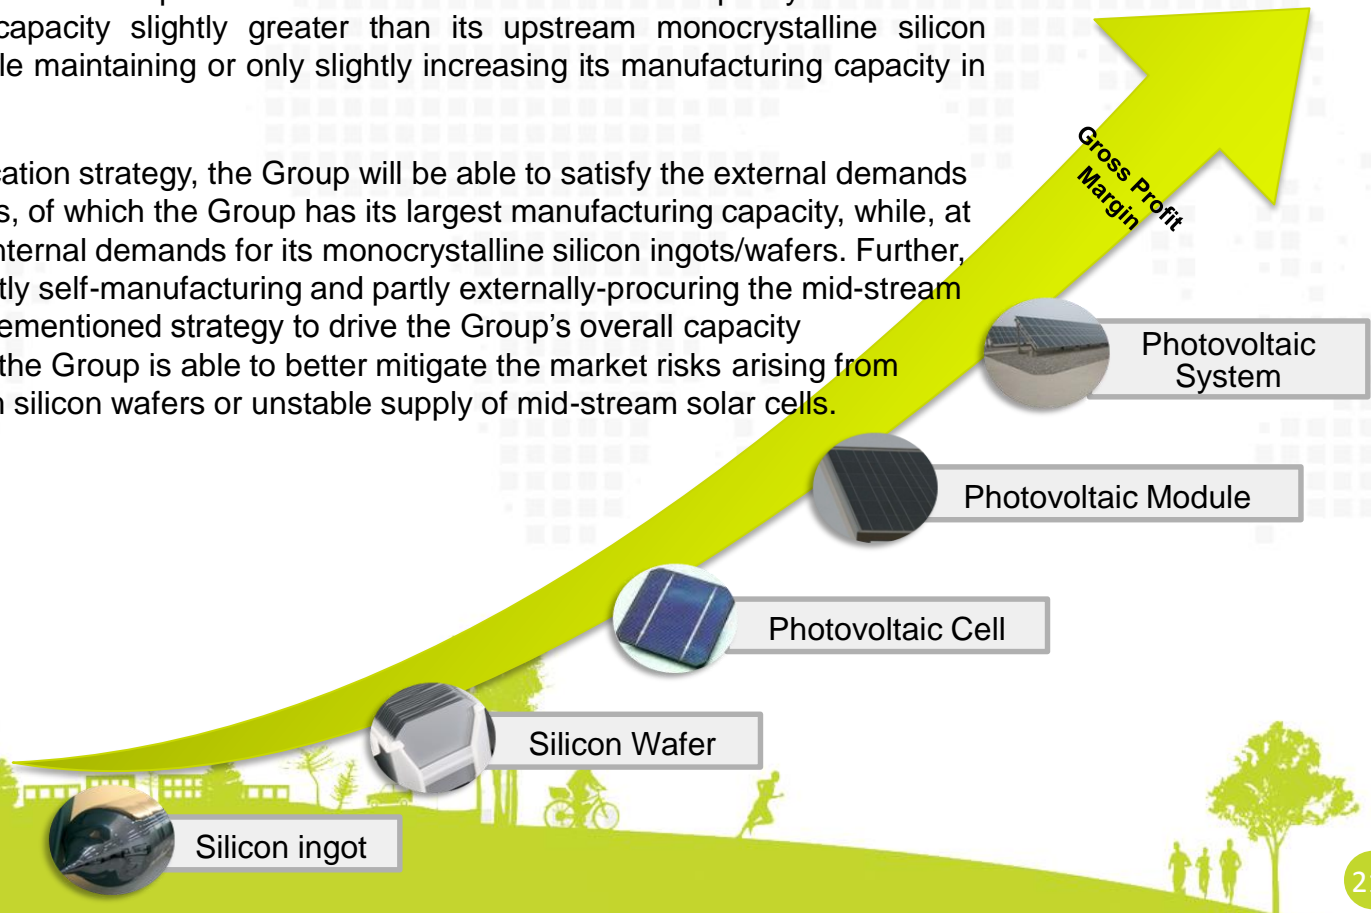 capacity slightly greater than its upstream monocrystalline silicon
le maintaining or only slightly increasing its manufacturing capacity in
cation strategy, the Group will be able to satisfy the external demands
s, of which the Group has its largest manufacturing capacity, while, at
nternal demands for its monocrystalline silicon ingots/wafers. Further,
tly self-manufacturing and partly externally-procuring the mid-stream
ementioned strategy to drive the Group's overall capacity
the Group is able to better mitigate the market risks arising from
n silicon wafers or unstable supply of mid-stream solar cells.
Gross Profit
Margin
Photovoltaic
System
Photovoltaic Module
Photovoltaic Cell
Silicon Wafer
Silicon ingot
2